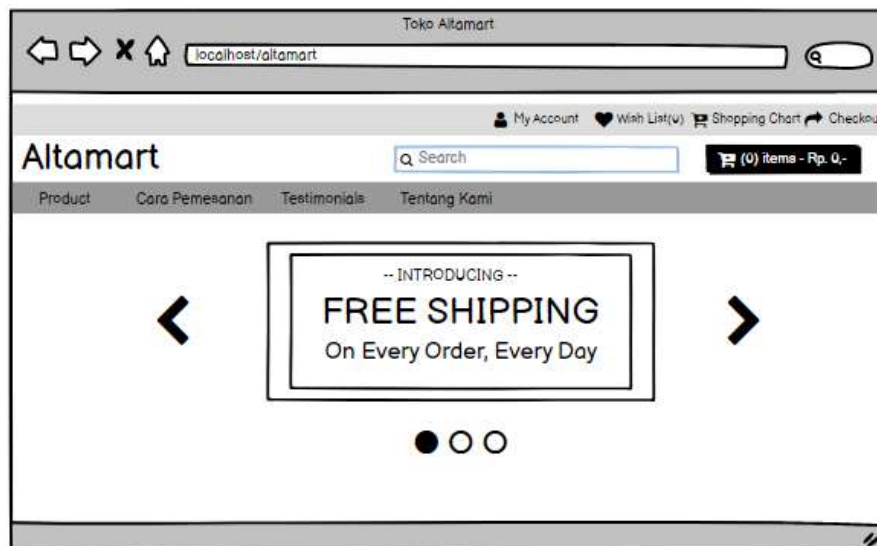 Toko Altamart
localhost/altamart
My Account Wish List(0) Shopping Chart Checkou
Altamart Search (0) items - Rp. 0,-
Product Cara Pemesanan Testimonials Tentang Kami
-- INTRODUCING --
FREE SHIPPING
On Every Order, Every Day